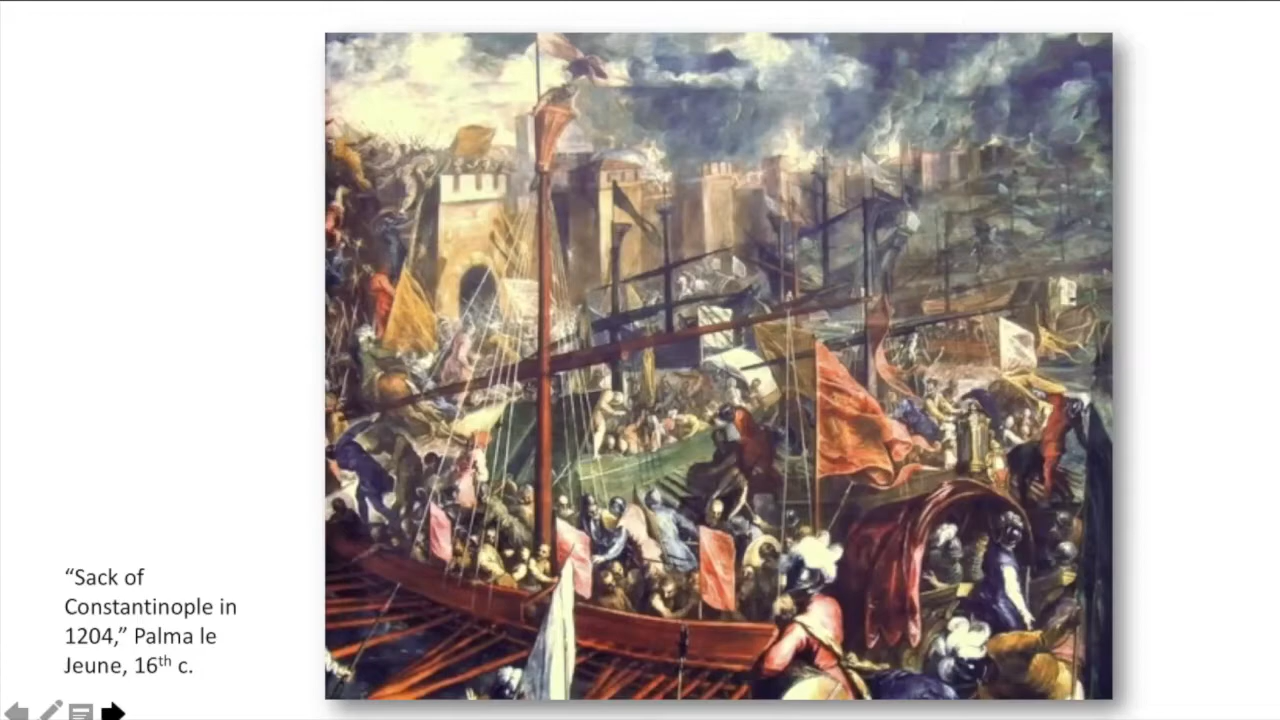 “Sack of
Constantinople in
1204,” Palma le
Jeune, 16th c.